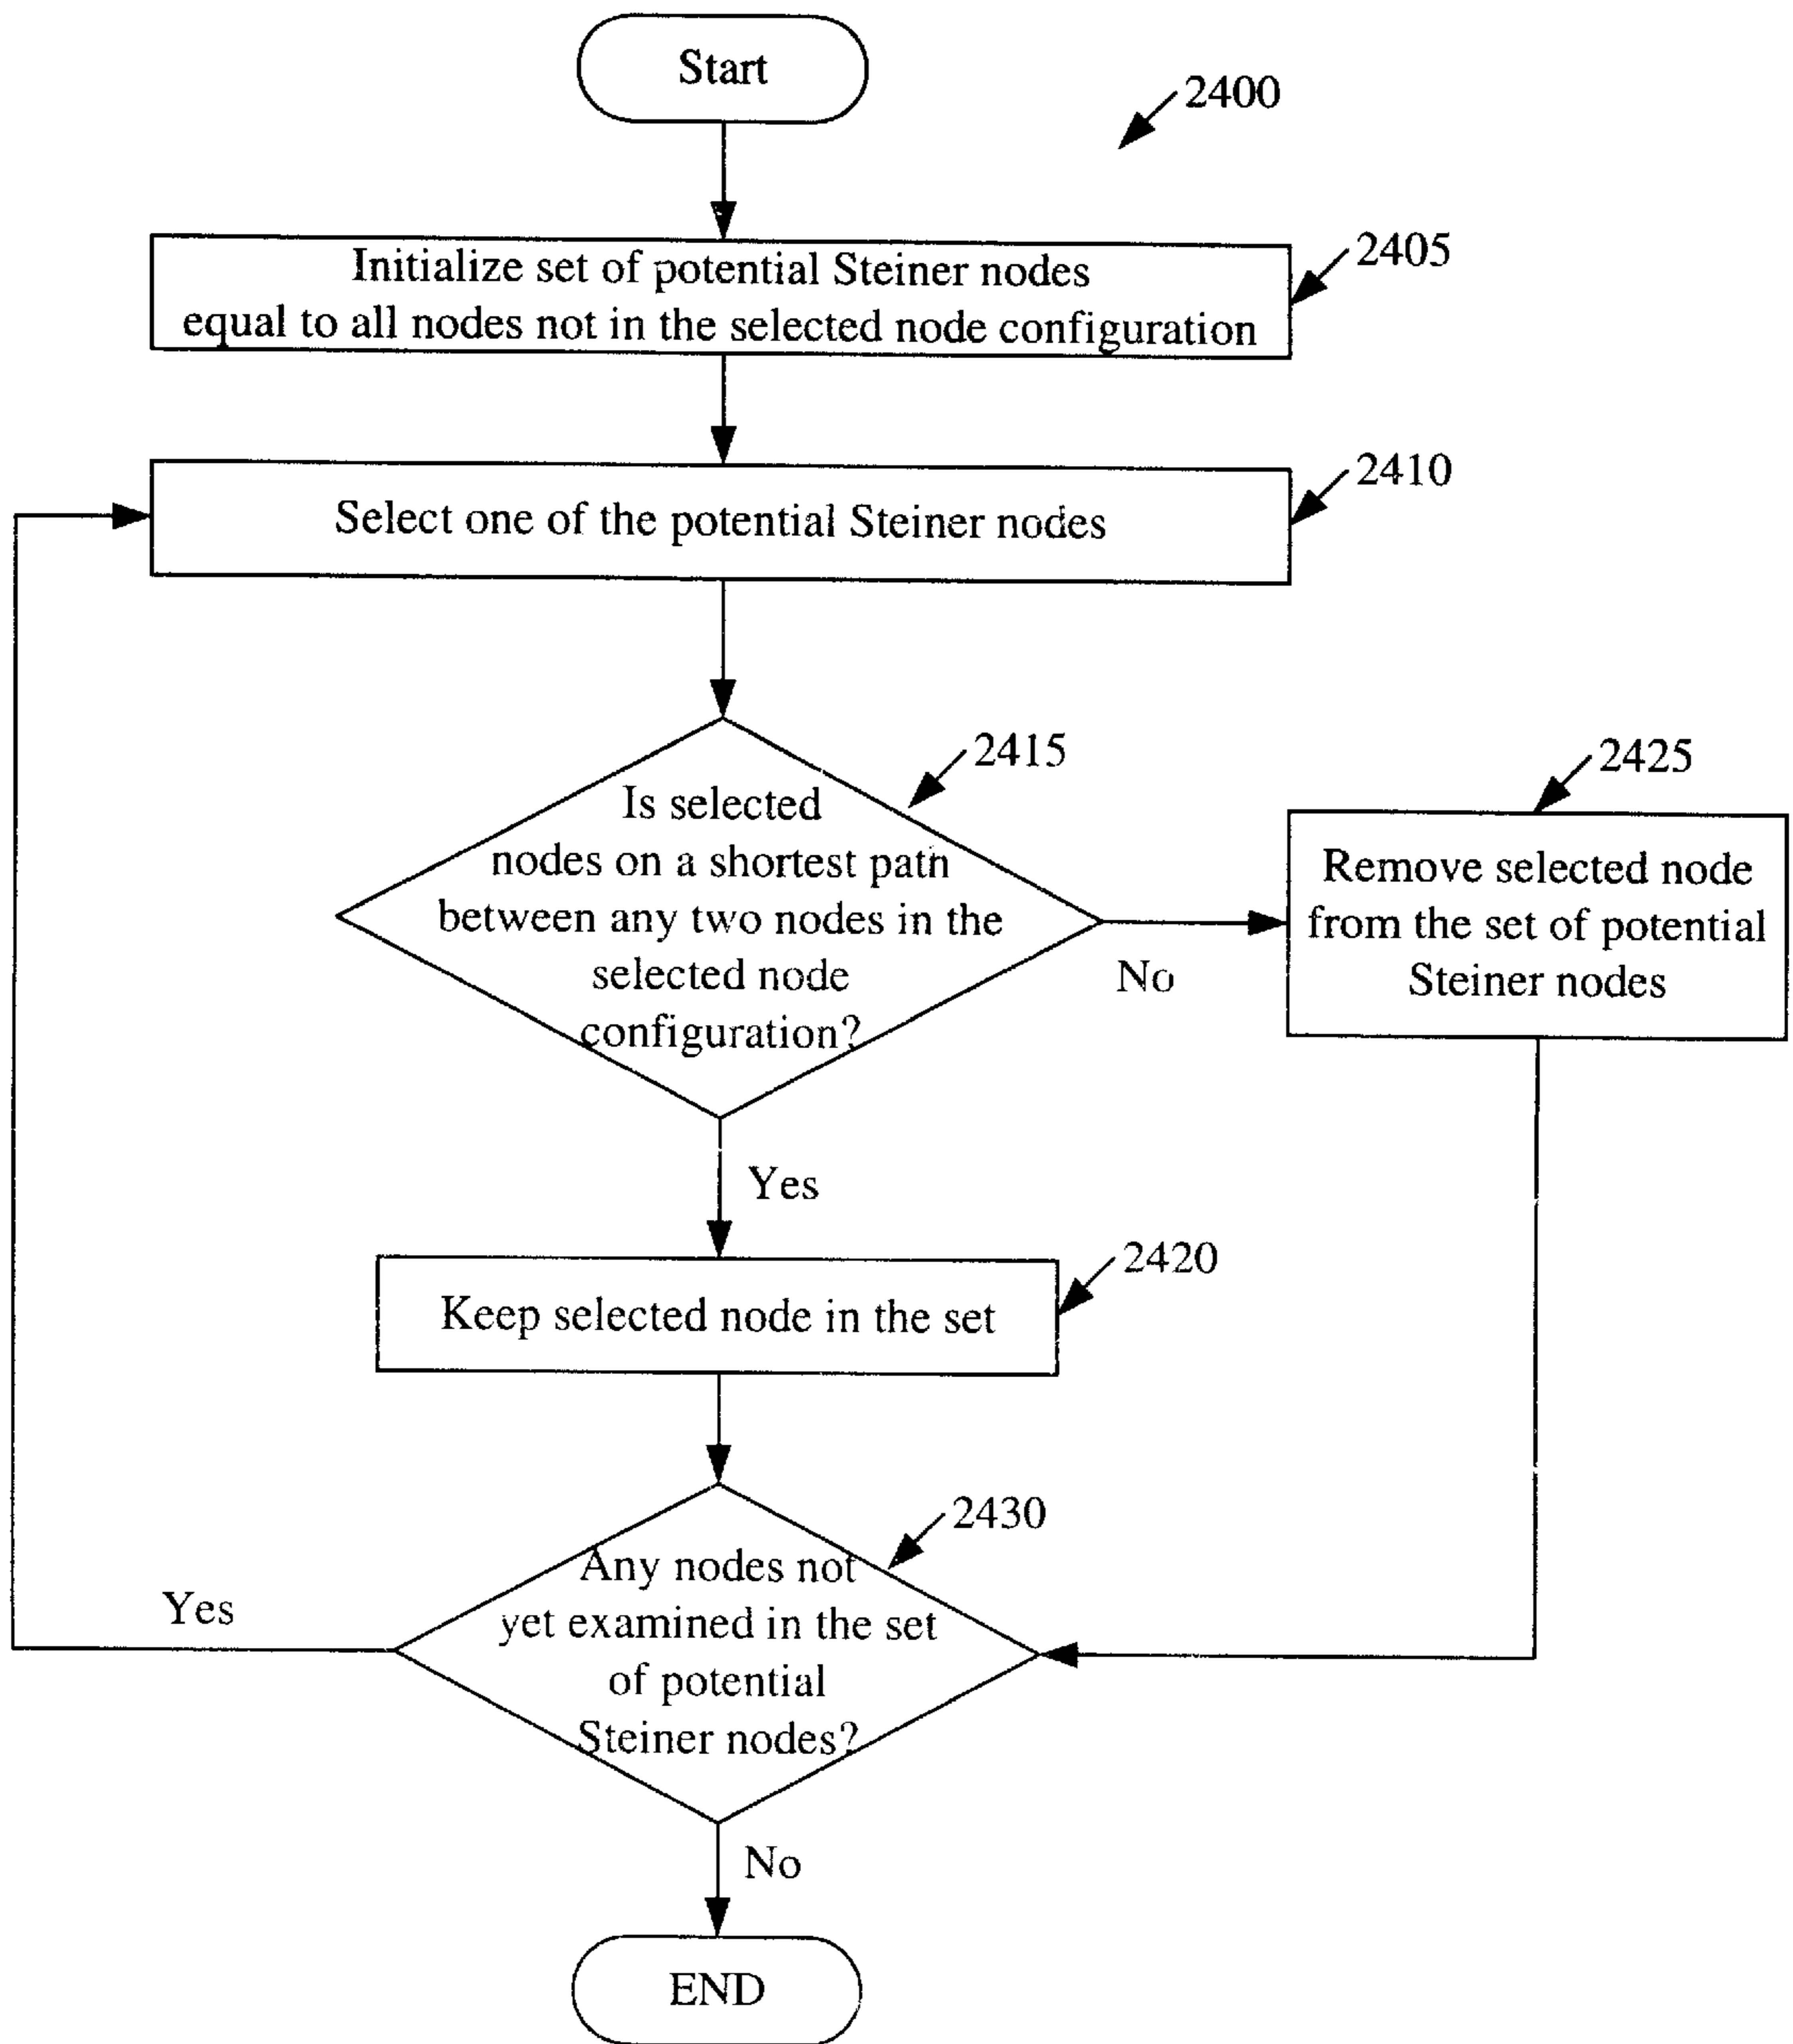 Start
2400
Initialize set of potential Steiner nodes
equal to all nodes not in the selected node configuration
2405
Select one of the potential Steiner nodes
2410
Is selected
nodes on a shortest path
between any two nodes in the
selected node
configuration?
2415
No
Remove selected node
from the set of potential
Steiner nodes
2425
Yes
Keep selected node in the set
2420
Any nodes not
yet examined in the set
of potential
Steiner nodes?
2430
Yes
No
END